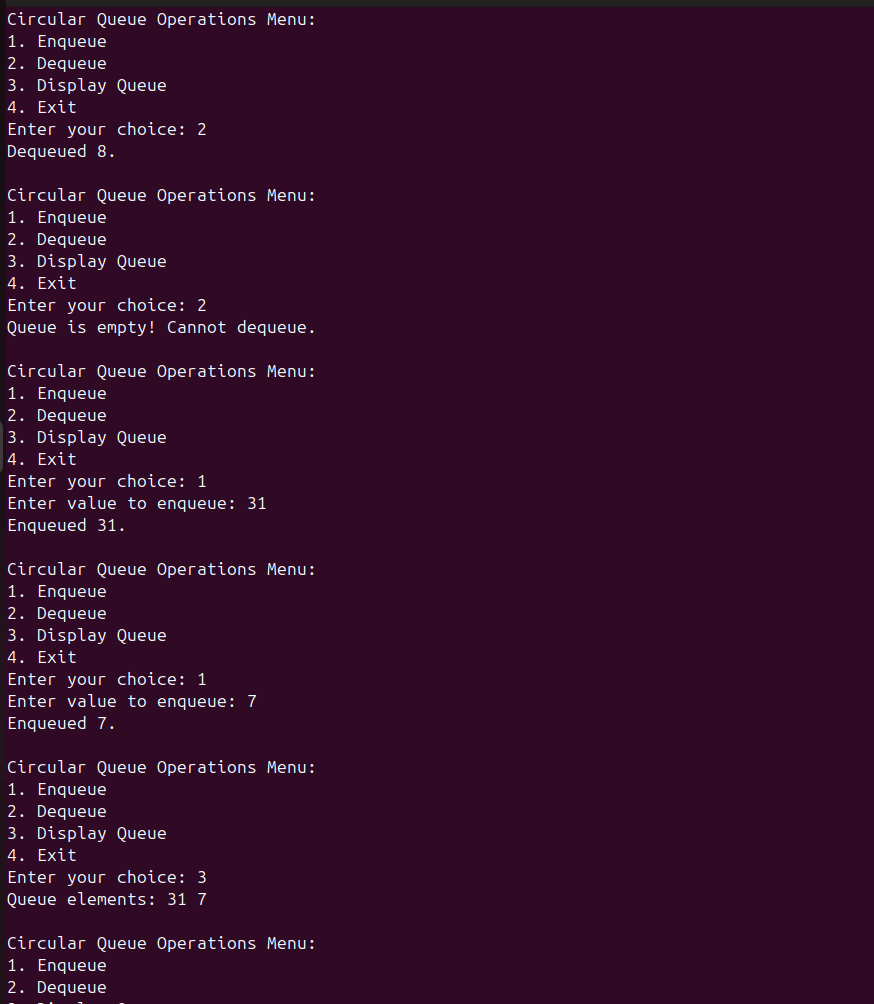 Circular Queue Operations Menu:
1. Enqueue
2. Dequeue
3. Display Queue
4. Exit
Enter your choice: 2
Dequeued 8.
Circular Queue Operations Menu:
1. Enqueue
2. Dequeue
3. Display Queue
4. Exit
Enter your choice: 2
Queue is empty! Cannot dequeue.
Circular Queue Operations Menu:
1. Enqueue
2. Dequeue
3. Display Queue
4. Exit
Enter your choice: 1
Enter value to enqueue: 31
Enqueued 31.
Circular Queue Operations Menu:
1. Enqueue
2. Dequeue
3. Display Queue
4. Exit
Enter your choice: 1
Enter value to enqueue: 7
Enqueued 7.
Circular Queue Operations Menu:
1. Enqueue
2. Dequeue
3. Display Queue
4. Exit
Enter your choice: 3
Queue elements: 31 7
Circular Queue Operations Menu:
1. Enqueue
2. Dequeue